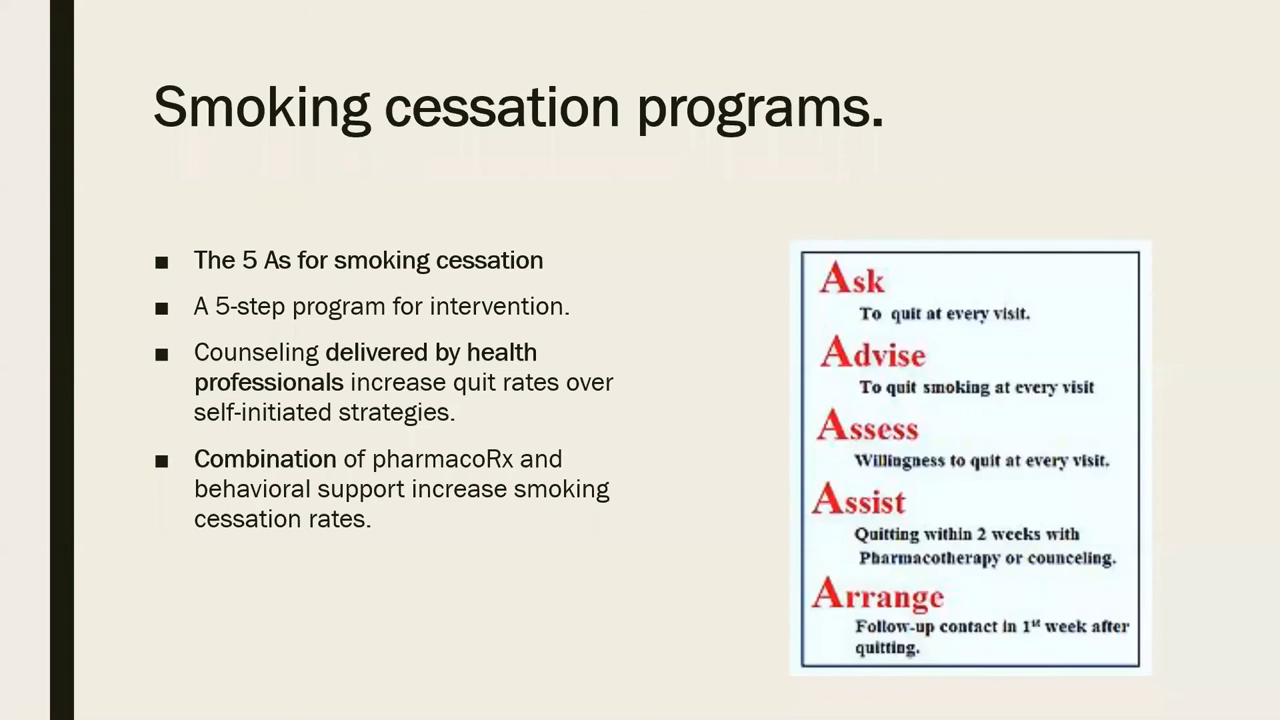 Smoking cessation programs.
■ The 5 As for smoking cessation
■ A 5-step program for intervention.
■ Counseling delivered by health
professionals increase quit rates over
self-initiated strategies.
■ Combination of pharmacoRx and
behavioral support increase smoking
cessation rates.
Ask
To quit at every visit.
Advise
To quit smoking at every visit
Assess
Willingness to quit at every visit.
Assist
Quitting within 2 weeks with
Pharmacotherapy or counceling.
Arrange
Follow-up contact in 1st week after
quitting.